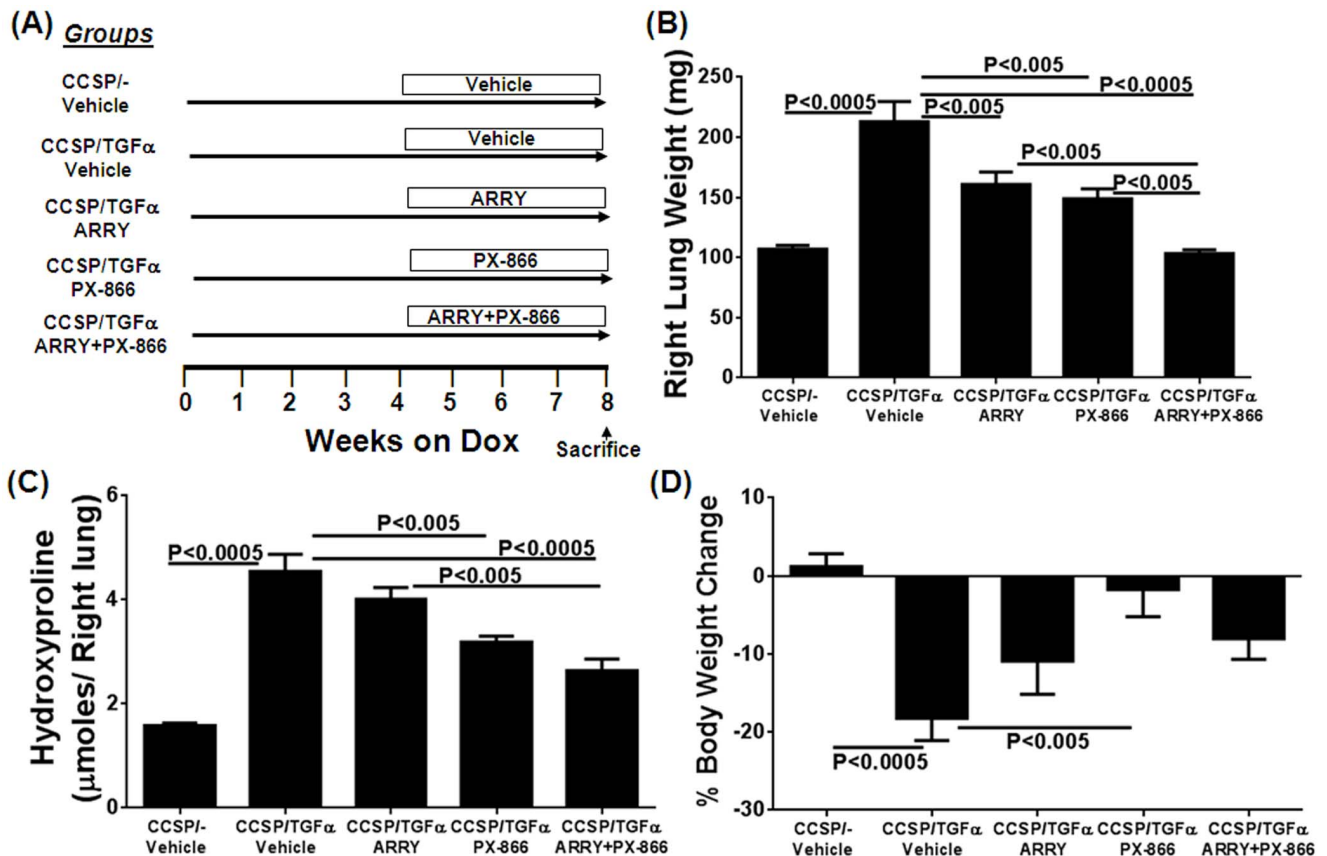 (A)
Groups
CCSP/-
Vehicle
Vehicle
CCSP/TGFα
Vehicle
Vehicle
CCSP/TGFα
ARRY
ARRY
CCSP/TGFα
PX-866
PX-866
CCSP/TGFα
ARRY+PX-866
ARRY+PX-866
0 1 2 3 4 5 6 7 8
Weeks on Dox
Sacrifice
(B)
Right Lung Weight (mg)
250
200
150
100
50
0
P<0.005
P<0.0005
P<0.0005
P<0.005
P<0.005
P<0.005
CCSP/- CCSP/TGFα CCSP/TGFα CCSP/TGFα CCSP/TGFα
Vehicle Vehicle ARRY PX-866 ARRY+PX-866
(C)
Hydroxyproline
(μmoles/ Right lung)
6
4
2
0
P<0.005
P<0.0005
P<0.0005
P<0.005
CCSP/- CCSP/TGFα CCSP/TGFα CCSP/TGFα CCSP/TGFα
Vehicle Vehicle ARRY PX-866 ARRY+PX-866
(D)
% Body Weight Change
10
0
-10
-20
-30
P<0.005
P<0.0005
CCSP/- CCSP/TGFα CCSP/TGFα CCSP/TGFα CCSP/TGFα
Vehicle Vehicle ARRY PX-866 ARRY+PX-866